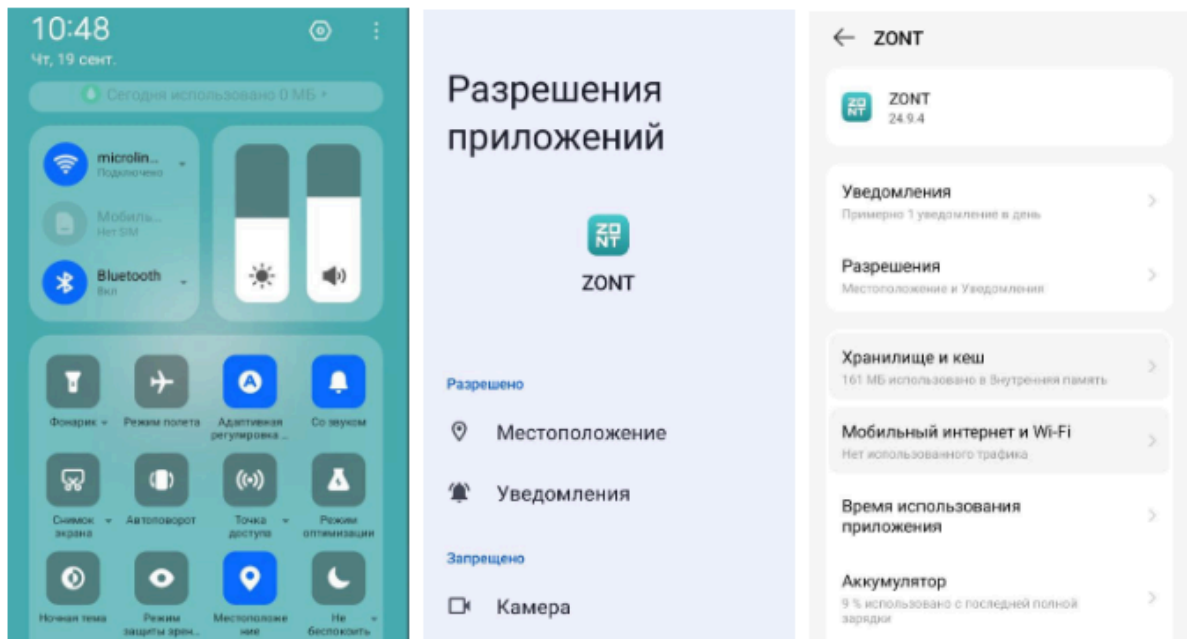 10:48
Чт, 19 сент.
Сегодня использовано 0 МБ
microlin...
Подключено
Мобиль...
Нет SIM
Bluetooth
Вкл
Фонарик
Режим полета
Адаптивная
регулировка ...
Со звуком
Снимок
экрана
Автоповорот
Точка
доступа
Режим
оптимизации
Ночная тема
Режим
защиты зрен...
Местоположе
ние
Не
беспокоить
Разрешения
приложений
ZONT
Разрешено
Местоположение
Уведомления
Запрещено
Камера
ZONT
ZONT
24.9.4
Уведомления
Примерно 1 уведомление в день
Разрешения
Местоположение и Уведомления
Хранилище и кеш
161 МБ использовано в Внутренняя память
Мобильный интернет и Wi-Fi
Нет использованного трафика
Время использования
приложения
Аккумулятор
9 % использовано с последней полной
зарядки